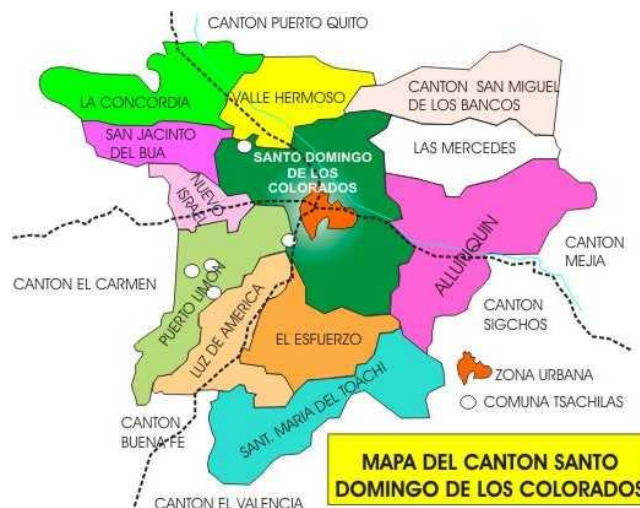 CANTON PUERTO QUITO
LA CONCORDIA
VALLE HERMOSO
CANTON SAN MIGUEL
DE LOS BANCOS
SAN JACINTO
DEL BUA
LAS MERCEDES
SANTO DOMINGO
DE LOS
COLORADOS
NUEVO
ISRAEL
ALLURIQUIN
CANTON
MEJIA
CANTON EL CARMEN
PUERTO LIMÓN
LUZ DE AMERICA
CANTON
SIGCHOS
EL ESFUERZO
ZONA URBANA
COMUNA TSACHILAS
SANT. MARIA DEL TOACHI
CANTON
BUENA FE
CANTON EL VALENCIA
MAPA DEL CANTON SANTO
DOMINGO DE LOS COLORADOS